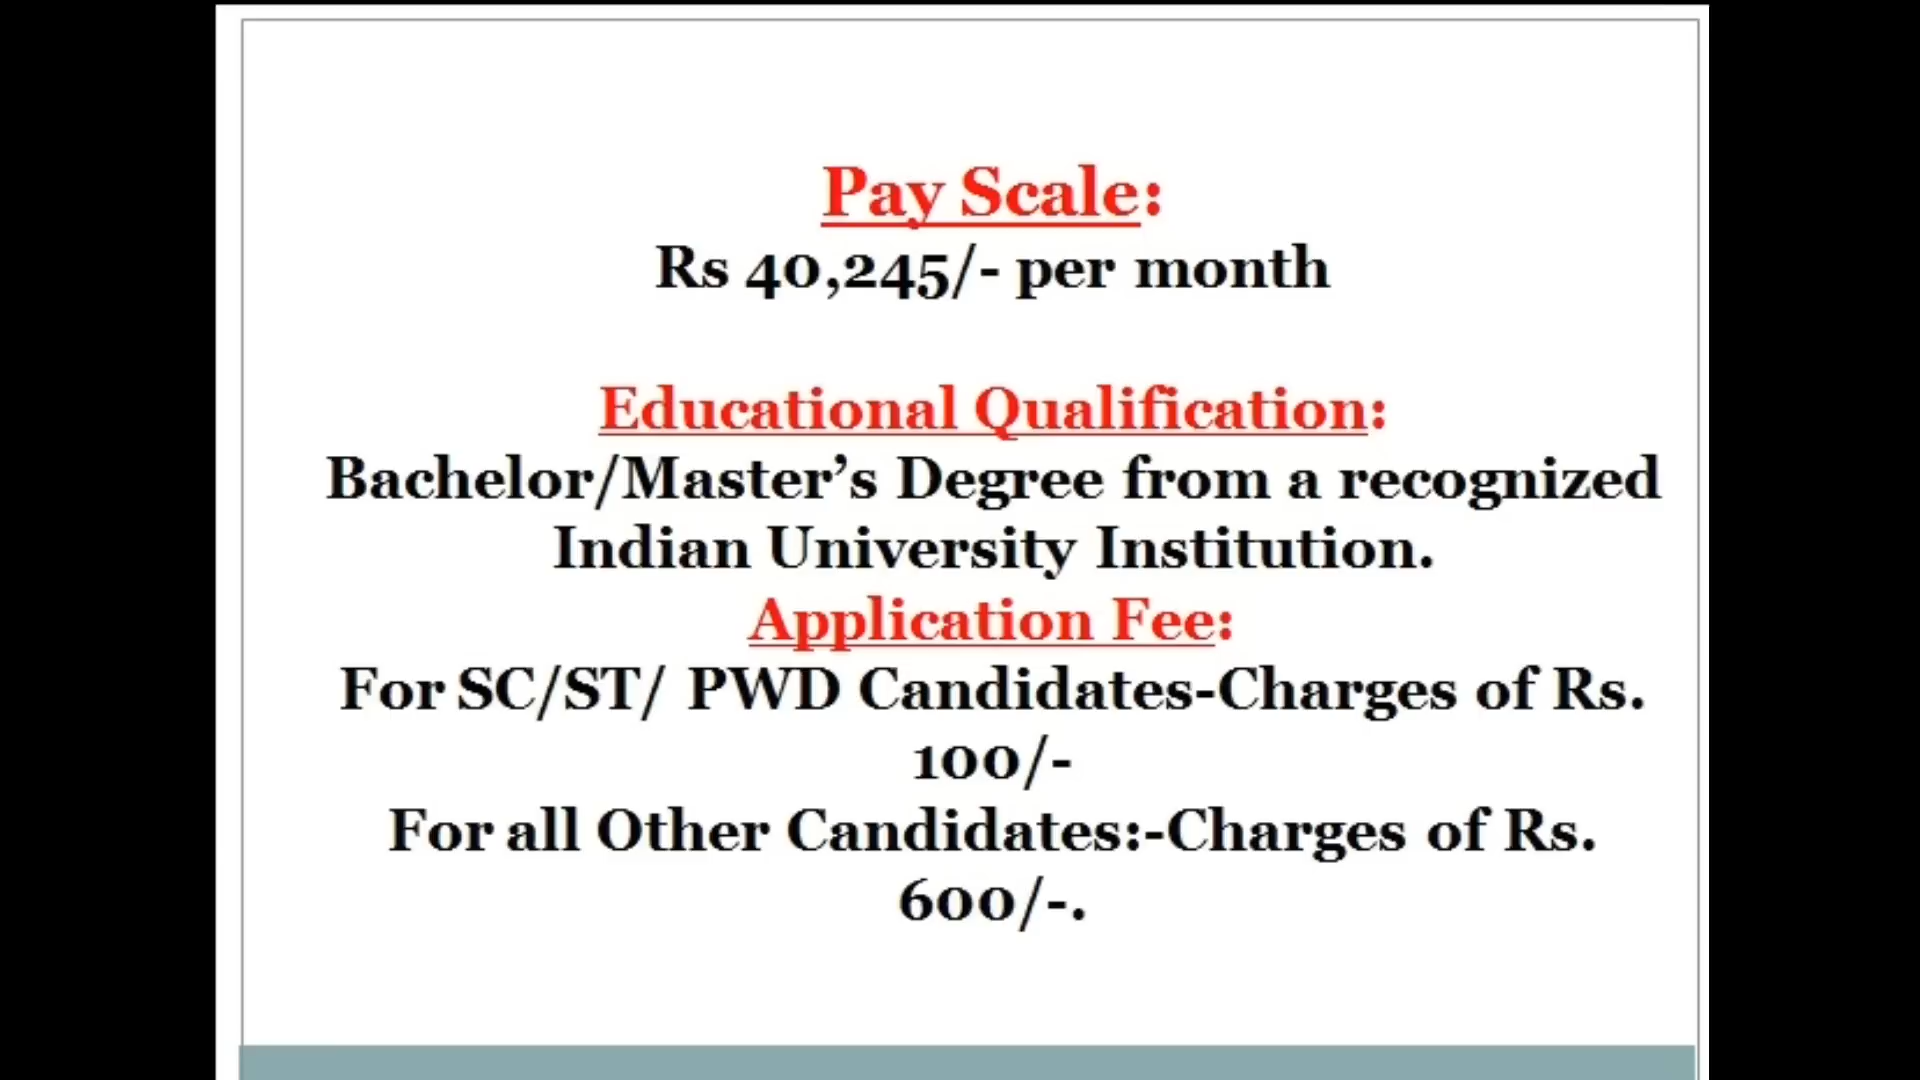 Pay Scale:
Rs 40,245/- per month
Educational Qualification:
Bachelor/Master’s Degree from a recognized
Indian University Institution.
Application Fee:
For SC/ST/ PWD Candidates-Charges of Rs.
100/-
For all Other Candidates:-Charges of Rs.
600/-.